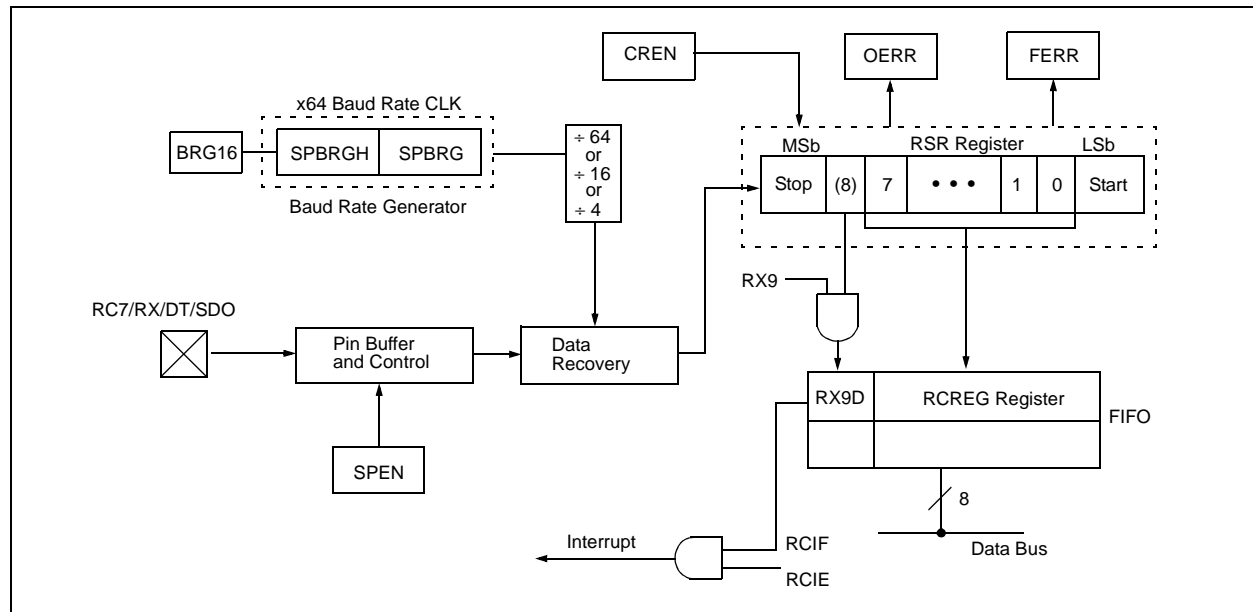 CREN
OERR
FERR
x64 Baud Rate CLK
BRG16
SPBRGH
SPBRG
Baud Rate Generator
÷ 64
or
÷ 16
or
÷ 4
MSb
RSR Register
LSb
Stop
(8)
7
• • •
1
0
Start
RX9
RC7/RX/DT/SDO
Pin Buffer
and Control
Data
Recovery
SPEN
RX9D
RCREG Register
FIFO
8
Data Bus
Interrupt
RCIF
RCIE